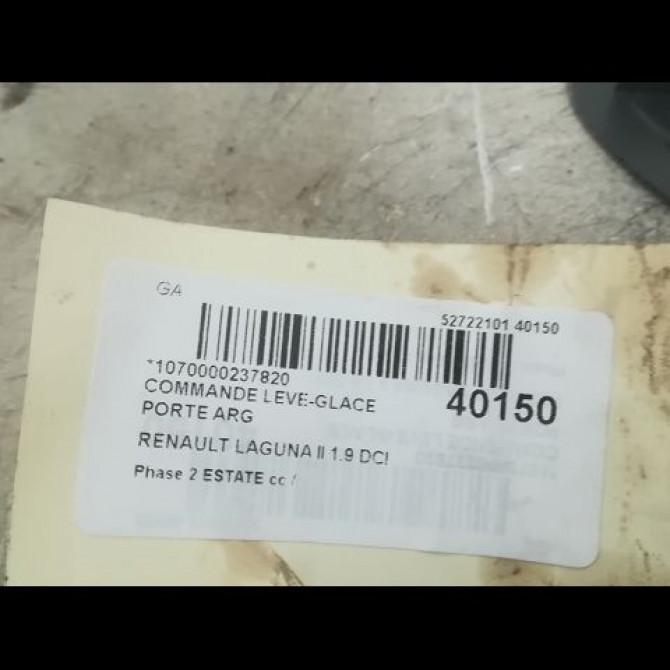 GA
52722101 40150
*1070000237820
COMMANDE LEVE-GLACE
40150
PORTE ARG
RENAULT LAGUNA II 1.9 DCI
Phase 2 ESTATE cc /